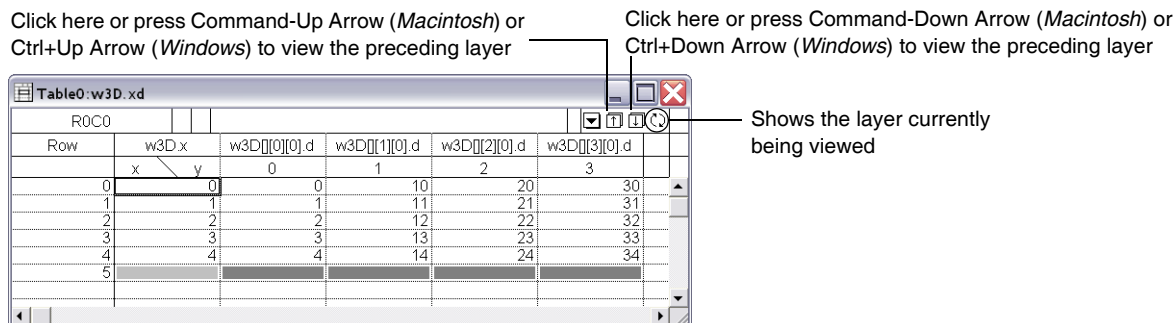 Click here or press Command-Up Arrow (Macintosh) or
Ctrl+Up Arrow (Windows) to view the preceding layer
Click here or press Command-Down Arrow (Macintosh) or
Ctrl+Down Arrow (Windows) to view the preceding layer
Table0:w3D.xd
R0C0
Shows the layer currently
being viewed
Row w3D.x w3D[][0][0].d w3D[][1][0].d w3D[][2][0].d w3D[][3][0].d
x y 0 1 2 3
0 0 0 10 20 30
1 1 1 11 21 31
2 2 2 12 22 32
3 3 3 13 23 33
4 4 4 14 24 34
5